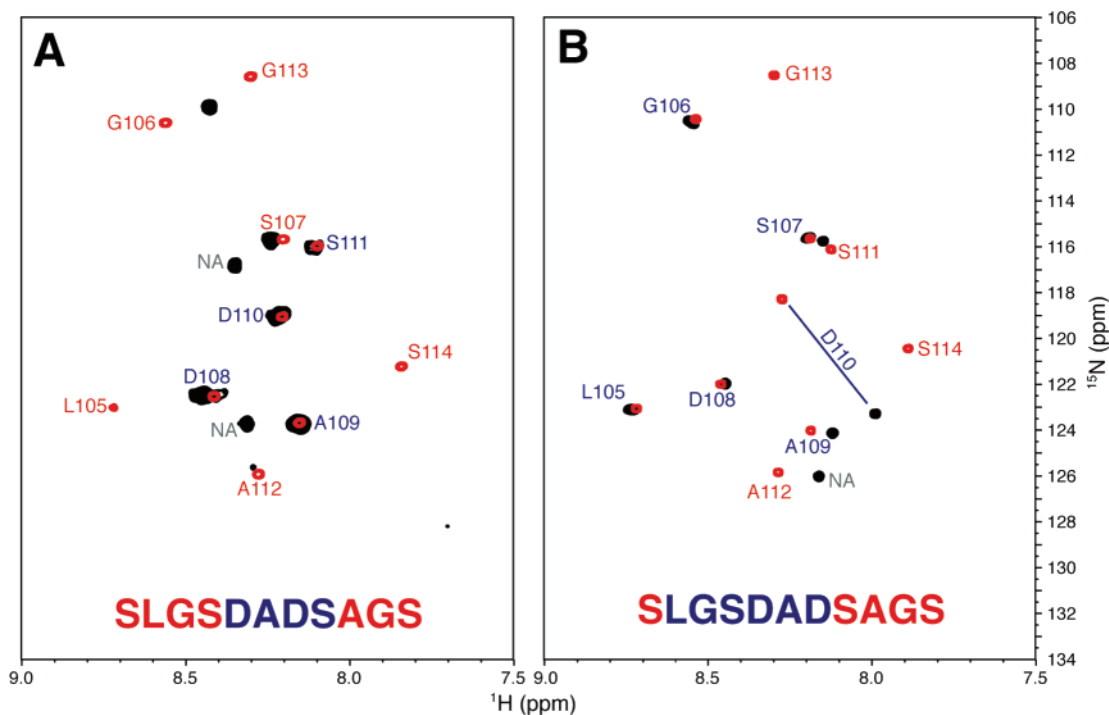 A
G113
G106
S107
S111
NA
D110
S114
D108
L105
NA
A109
A112
SLGSDADSAGS
9.0 8.5 8.0 7.5
B
G113
G106
S107
S111
D110
S114
L105
D108
A109
A112
NA
SLGSDADSAGS
9.0 8.5 8.0 7.5
¹H (ppm)
106
108
110
112
114
116
118
120
122
124
126
128
130
132
134
¹⁵N (ppm)